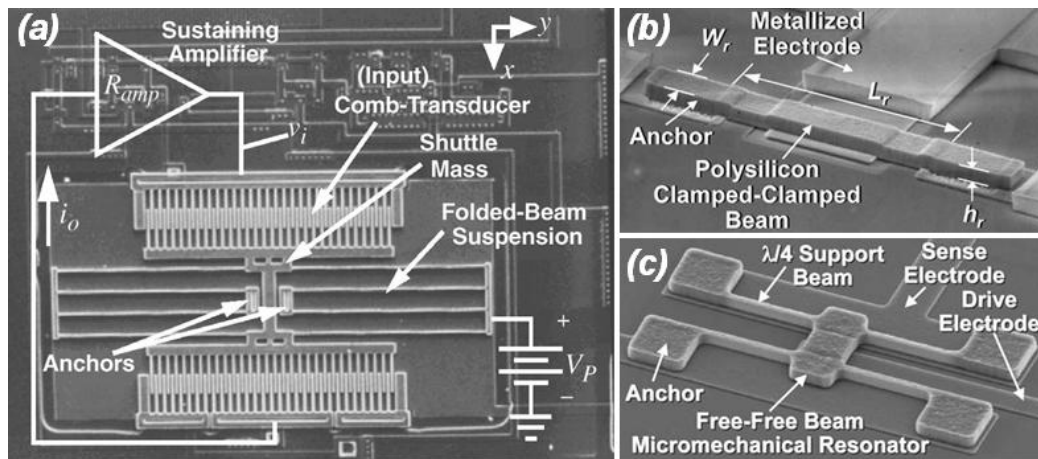 (a)
Sustaining
Amplifier
R_amp
v_i
i_o
y
x
(Input)
Comb-Transducer
Shuttle
Mass
Folded-Beam
Suspension
Anchors
+
V_P
−
(b)
W_r
Metallized
Electrode
L_r
Anchor
Polysilicon
Clamped-Clamped
Beam
h_r
(c)
λ/4 Support
Beam
Sense
Electrode
Drive
Electrode
Anchor
Free-Free Beam
Micromechanical Resonator